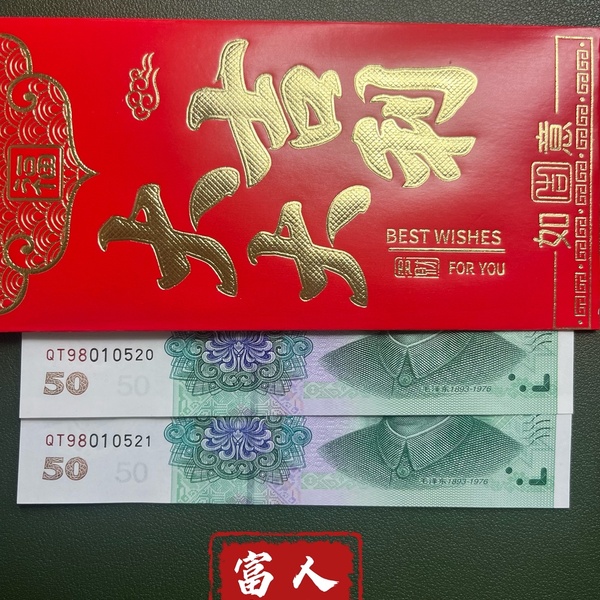 福
大吉
大利
BEST WISHES
FOR YOU
如意
QT98010520
50 50
毛泽东1893-1976
QT98010521
50 50
毛泽东1893-1976
富人